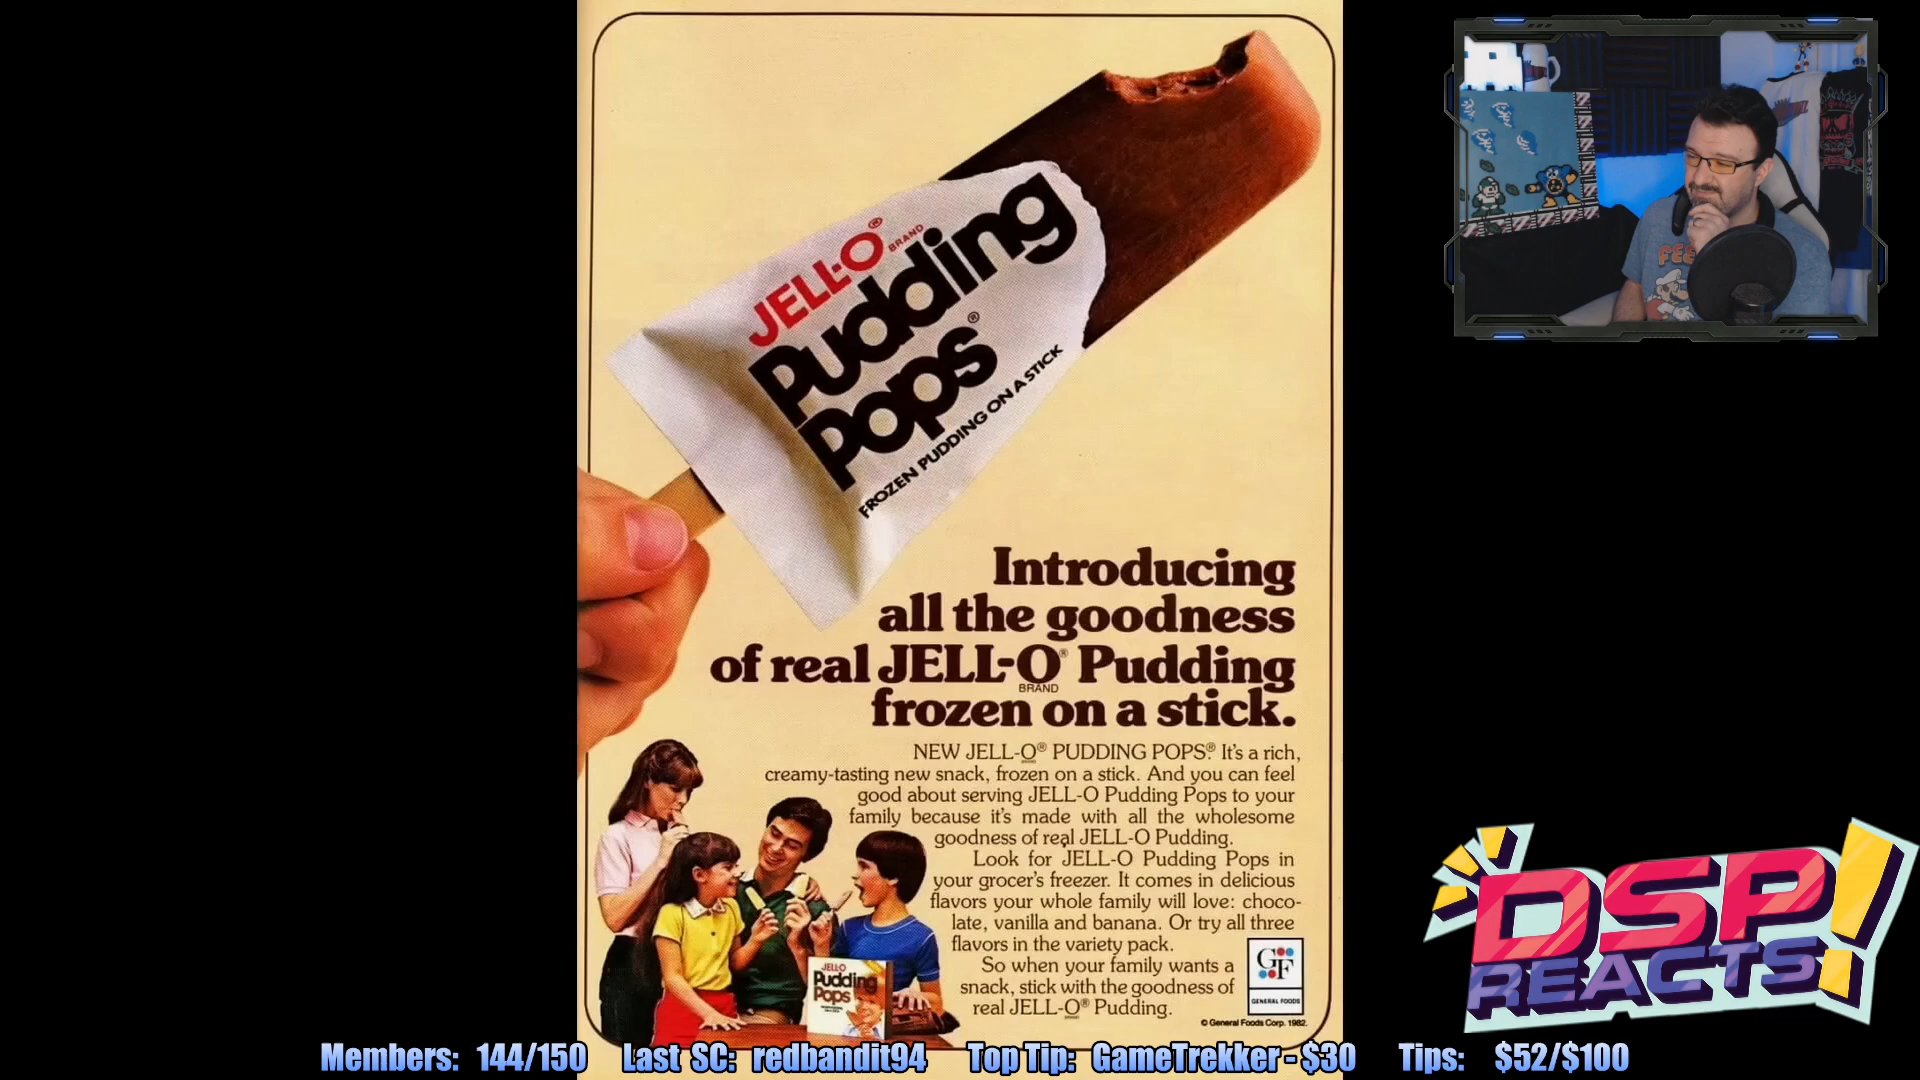 JELL-O® BRAND
Pudding
Pops®
FROZEN PUDDING ON A STICK
Introducing
all the goodness
of real JELL-O® Pudding
BRAND
frozen on a stick.
NEW JELL-O® PUDDING POPS®. It's a rich,
creamy-tasting new snack, frozen on a stick. And you can feel
good about serving JELL-O Pudding Pops to your
family because it's made with all the wholesome
goodness of real JELL-O Pudding.
Look for JELL-O Pudding Pops in
your grocer's freezer. It comes in delicious
flavors your whole family will love: choco-
late, vanilla and banana. Or try all three
flavors in the variety pack.
So when your family wants a
snack, stick with the goodness of
real JELL-O® Pudding.
JELL-O
Pudding
Pops
GF
GENERAL FOODS
© General Foods Corp. 1982.
FEE
DSP
REACTS!
Members: 144/150 Last SC: redbandit94 Top Tip: GameTrekker - $30 Tips: $52/$100